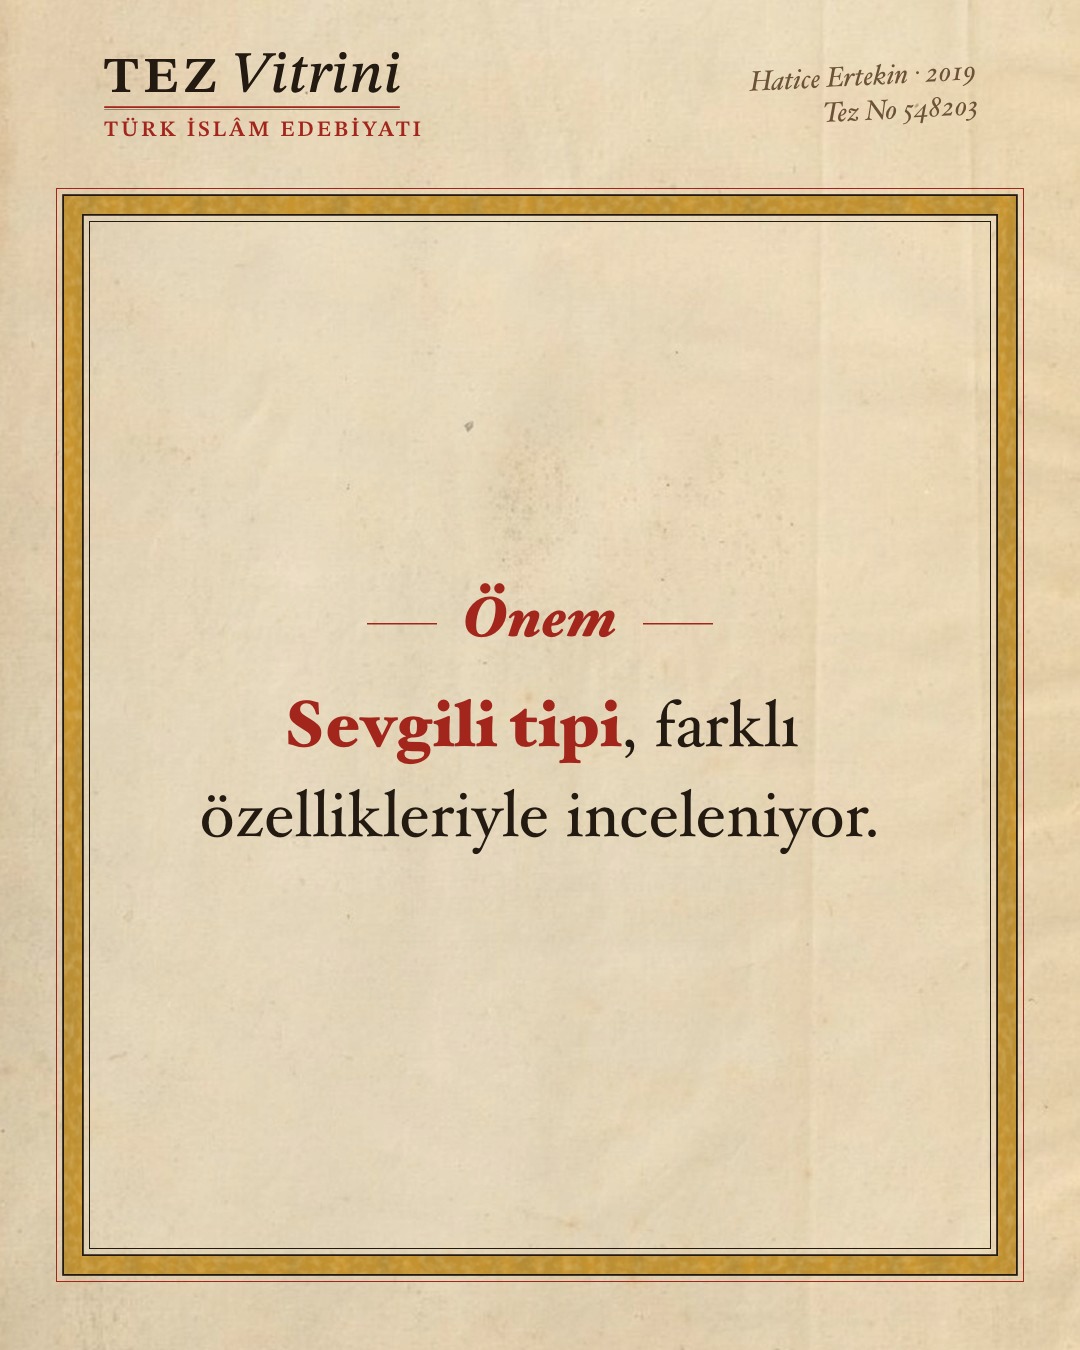 TEZ Vitrini
TÜRK İSLÂM EDEBİYATI
Hatice Ertekin · 2019
Tez No 548203
Önem
Sevgili tipi, farklı
özellikleriyle inceleniyor.